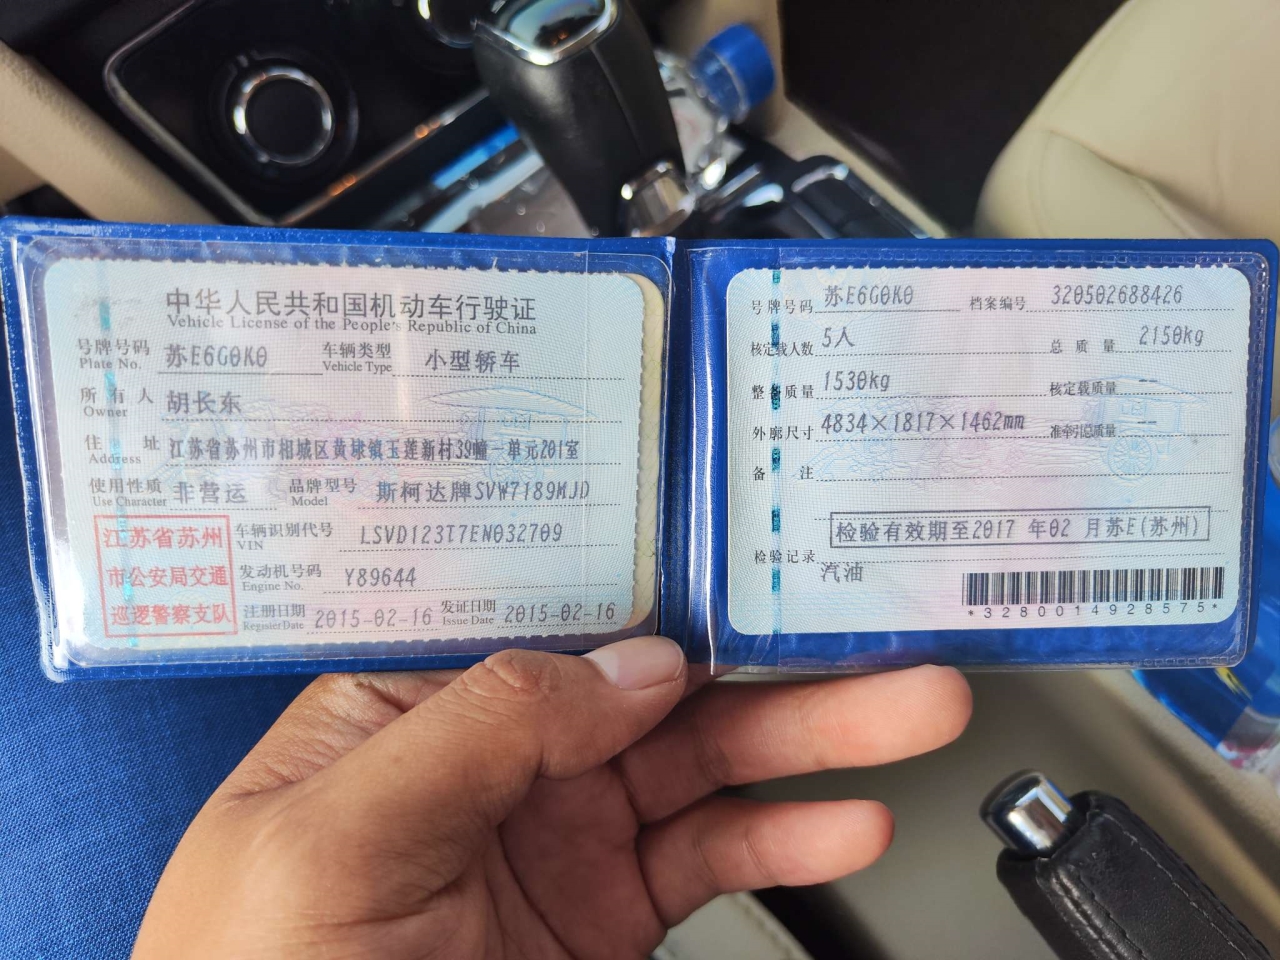 中华人民共和国机动车行驶证
Vehicle License of the People's Republic of China
号牌号码 苏E6G0K0 车辆类型 小型轿车
Plate No. Vehicle Type
所有人 胡长东
Owner
住址 江苏省苏州市相城区黄埭镇玉莲新村39幢一单元201室
Address
使用性质 非营运 品牌型号 斯柯达牌SVW7189MJD
Use Character Model
江苏省苏州
市公安局交通
巡逻警察支队
车辆识别代号 LSVD123T7EN032709
VIN
发动机号码 Y89644
Engine No.
注册日期 2015-02-16 发证日期 2015-02-16
Register Date Issue Date
号牌号码 苏E6G0K0 档案编号 320502688426
核定载人数 5人 总质量 2150kg
整备质量 1530kg 核定载质量 --
外廓尺寸 4834×1817×1462mm 准牵引总质量 --
备注
检验有效期至2017 年02 月苏E(苏州)
检验记录
汽油
*3280014928575*